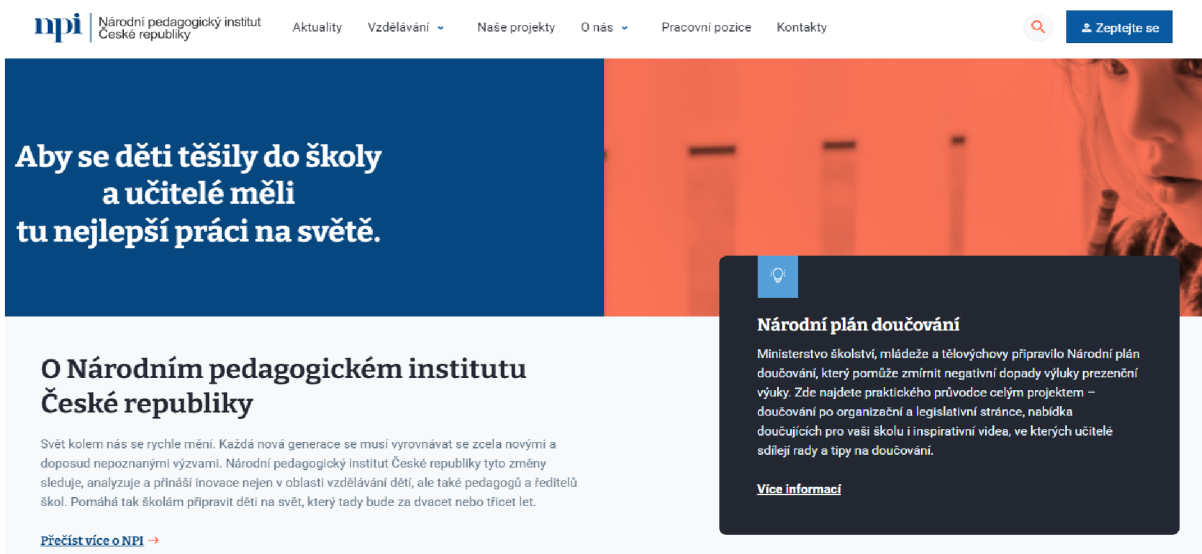 npi
Národní pedagogický institut
České republiky
Aktuality
Vzdělávání
Naše projekty
O nás
Pracovní pozice
Kontakty
Zeptejte se
Aby se děti těšily do školy
a učitelé měli
tu nejlepší práci na světě.
Národní plán doučování
Ministerstvo školství, mládeže a tělovýchovy připravilo Národní plán
doučování, který pomůže zmírnit negativní dopady výluky prezenční
výuky. Zde najdete praktického průvodce celým projektem –
doučování po organizační a legislativní stránce, nabídka
doučujících pro vaši školu i inspirativní videa, ve kterých učitelé
sdílejí rady a tipy na doučování.
Více informací
O Národním pedagogickém institutu
České republiky
Svět kolem nás se rychle mění. Každá nová generace se musí vyrovnávat se zcela novými a
doposud nepoznanými výzvami. Národní pedagogický institut České republiky tyto změny
sleduje, analyzuje a přináší inovace nejen v oblasti vzdělávání dětí, ale také pedagogů a ředitelů
škol. Pomáhá tak školám připravit děti na svět, který tady bude za dvacet nebo třicet let.
Přečíst více o NPI →